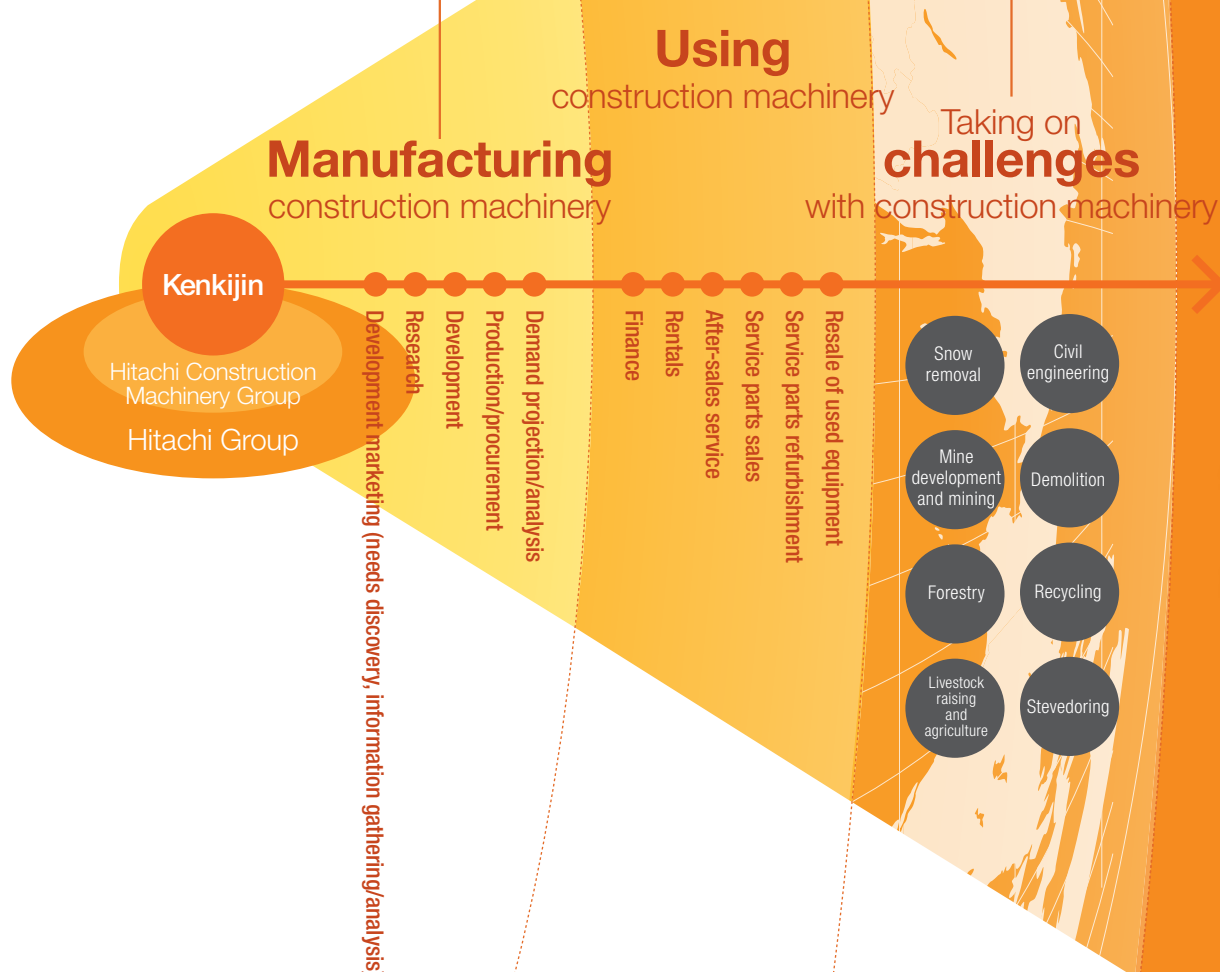 Using
construction machinery
Taking on
challenges
with construction machinery
Manufacturing
construction machinery
Kenkijin
Hitachi Construction
Machinery Group
Hitachi Group
Development marketing (needs discovery, information gathering/analysis
Research
Development
Production/procurement
Demand projection/analysis
Finance
Rentals
After-sales service
Service parts sales
Service parts refurbishment
Resale of used equipment
Snow
removal
Civil
engineering
Mine
development
and mining
Demolition
Forestry
Recycling
Livestock
raising
and
agriculture
Stevedoring